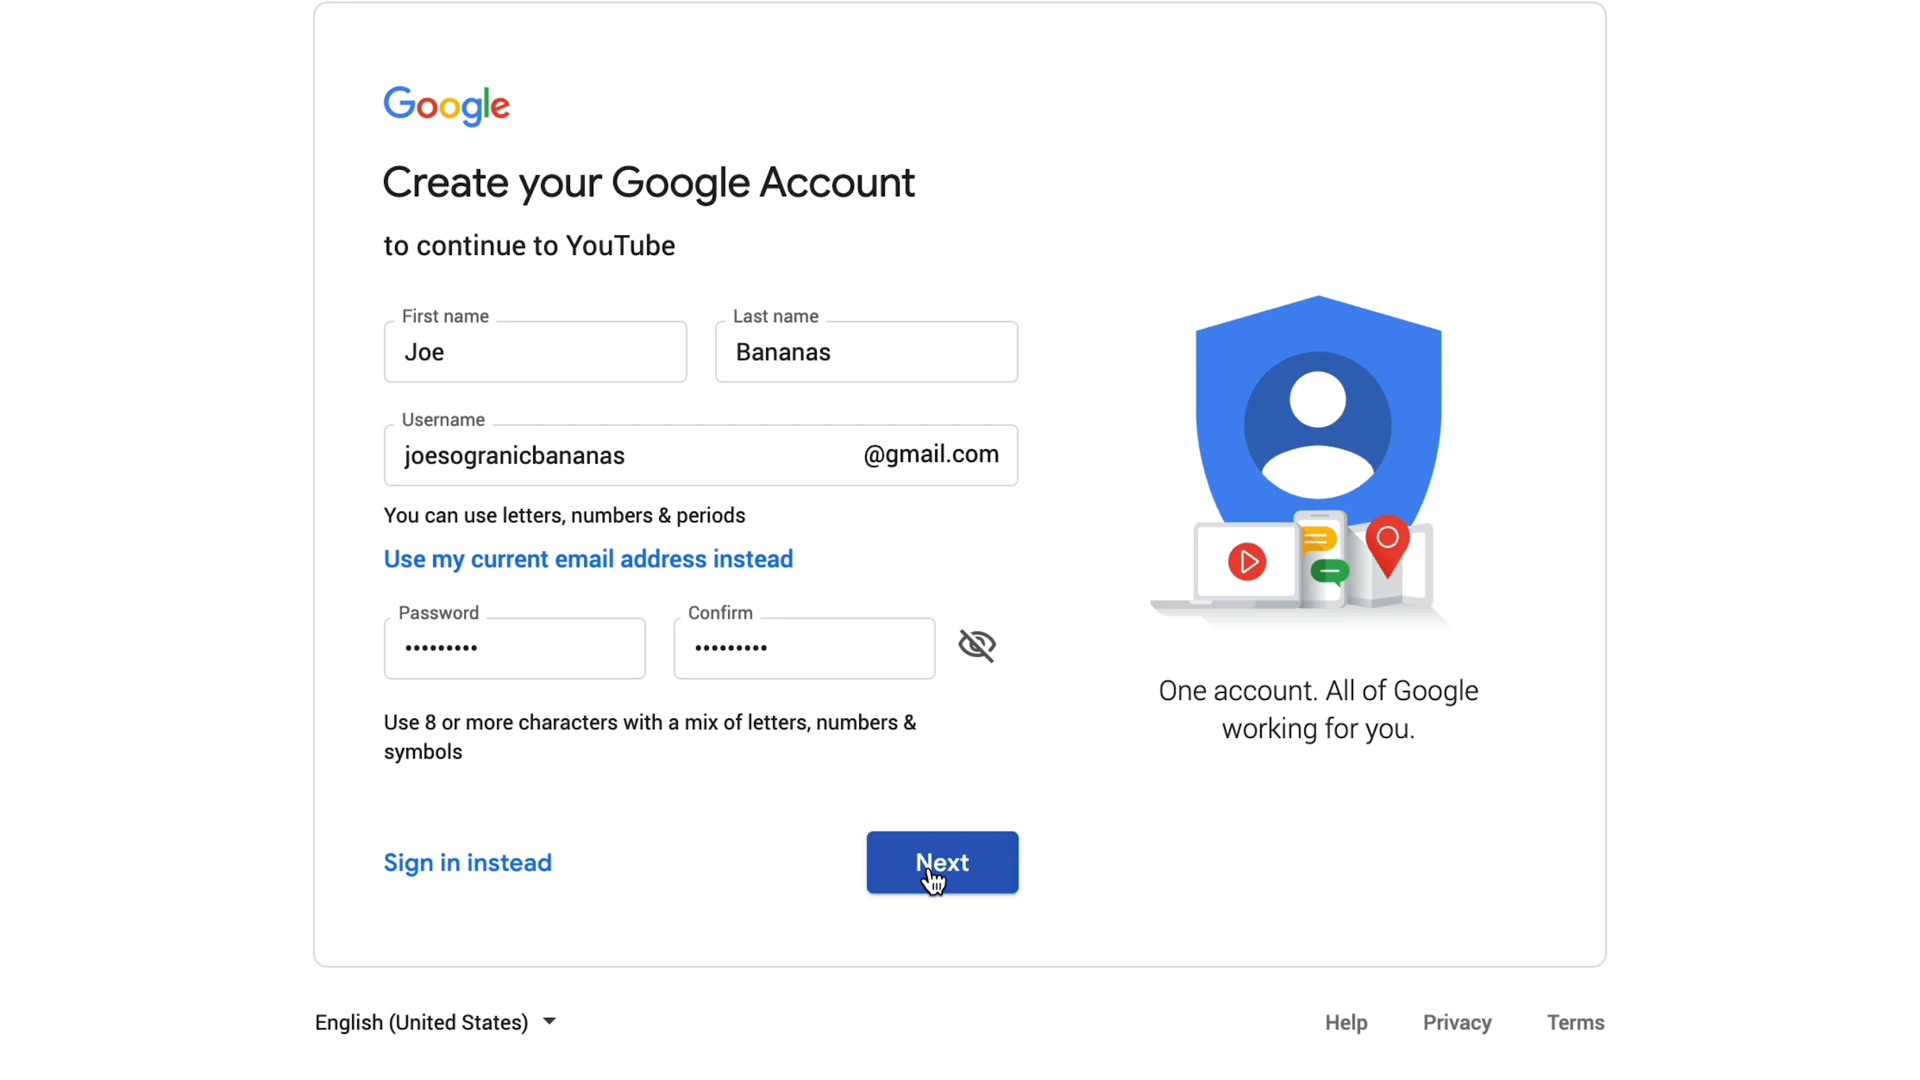 Google
Create your Google Account
to continue to YouTube
First name
Joe
Last name
Bananas
Username
joesogranicbananas
@gmail.com
You can use letters, numbers & periods
Use my current email address instead
Password
•••••••••
Confirm
•••••••••
Use 8 or more characters with a mix of letters, numbers &
symbols
Sign in instead
Next
One account. All of Google
working for you.
English (United States)
Help
Privacy
Terms